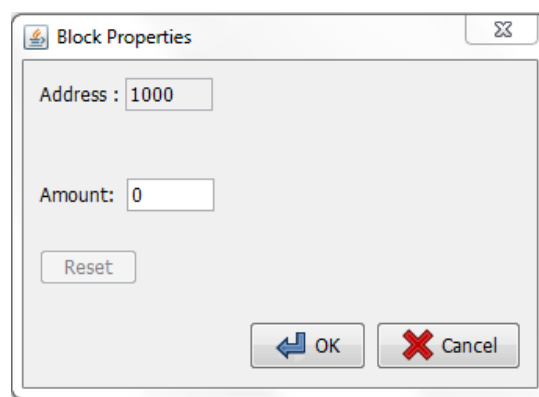 Block Properties
Address : 1000
Amount: 0
Reset
OK Cancel